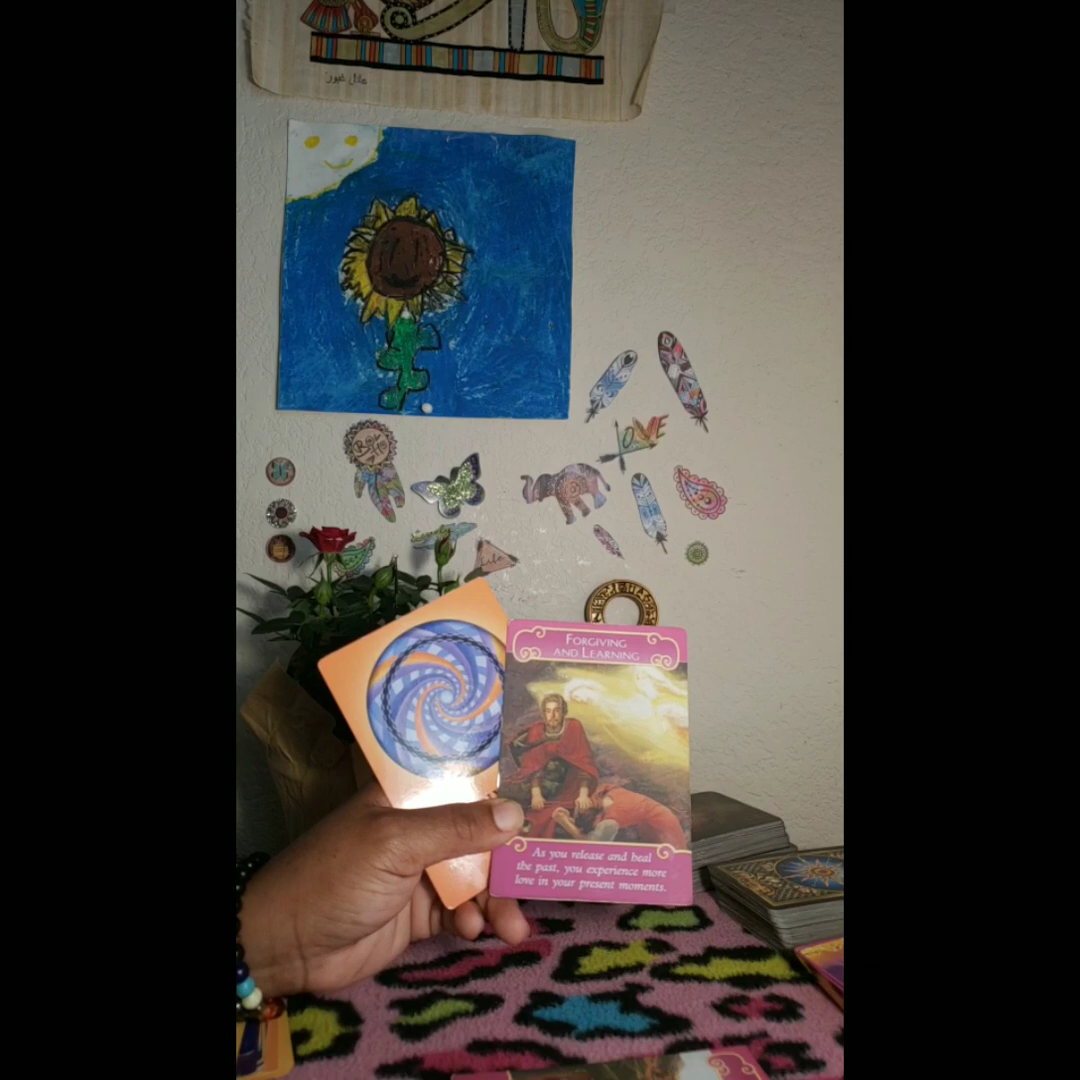 LOVE
FORGIVING
AND LEARNING
As you release and heal
the past, you experience more
love in your present moments.